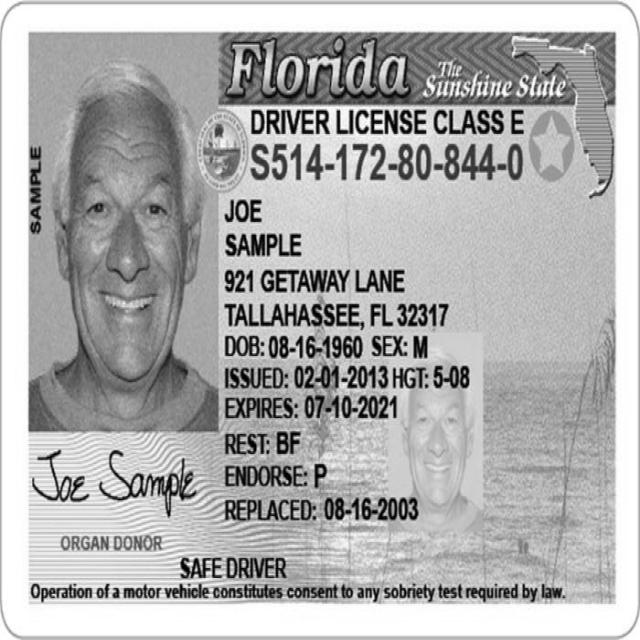 SAMPLE
Florida The Sunshine State
DRIVER LICENSE CLASS E
S514-172-80-844-0
JOE
SAMPLE
921 GETAWAY LANE
TALLAHASSEE, FL 32317
DOB: 08-16-1960 SEX: M
ISSUED: 02-01-2013 HGT: 5-08
EXPIRES: 07-10-2021
REST: BF
ENDORSE: P
REPLACED: 08-16-2003
Joe Sample
ORGAN DONOR
SAFE DRIVER
Operation of a motor vehicle constitutes consent to any sobriety test required by law.